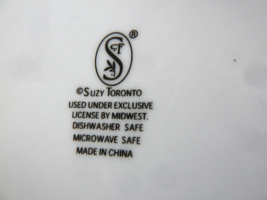 ®
©SUZY TORONTO
USED UNDER EXCLUSIVE
LICENSE BY MIDWEST.
DISHWASHER SAFE
MICROWAVE SAFE
MADE IN CHINA